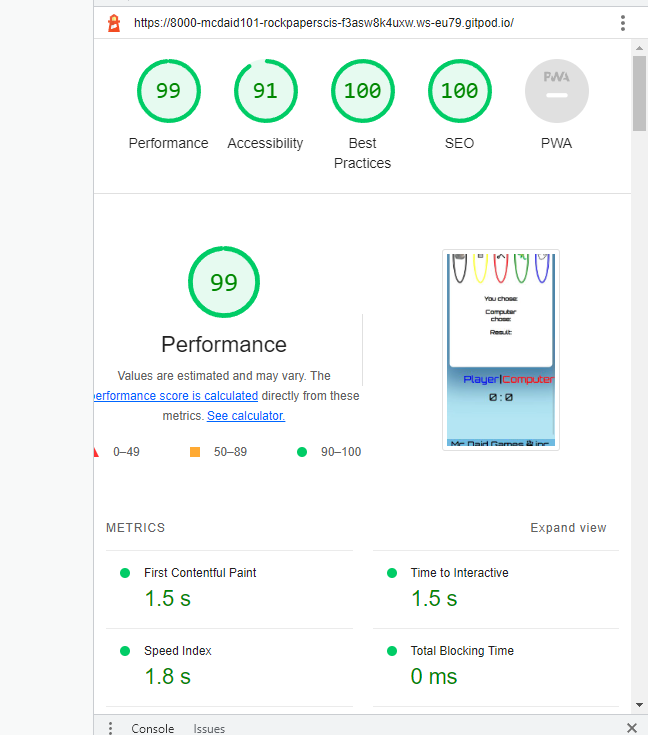 https://8000-mcdaid101-rockpaperscis-f3asw8k4uxw.ws-eu79.gitpod.io/
99
91
100
100
PWA
Performance
Accessibility
Best
Practices
SEO
PWA
99
Performance
Values are estimated and may vary. The
performance score is calculated directly from these
metrics. See calculator.
0–49
50–89
90–100
You chose:
Computer
chose:
Result:
Player|Computer
0 : 0
Mc Daid Games & inc
METRICS
Expand view
First Contentful Paint
1.5 s
Time to Interactive
1.5 s
Speed Index
1.8 s
Total Blocking Time
0 ms
Console
Issues